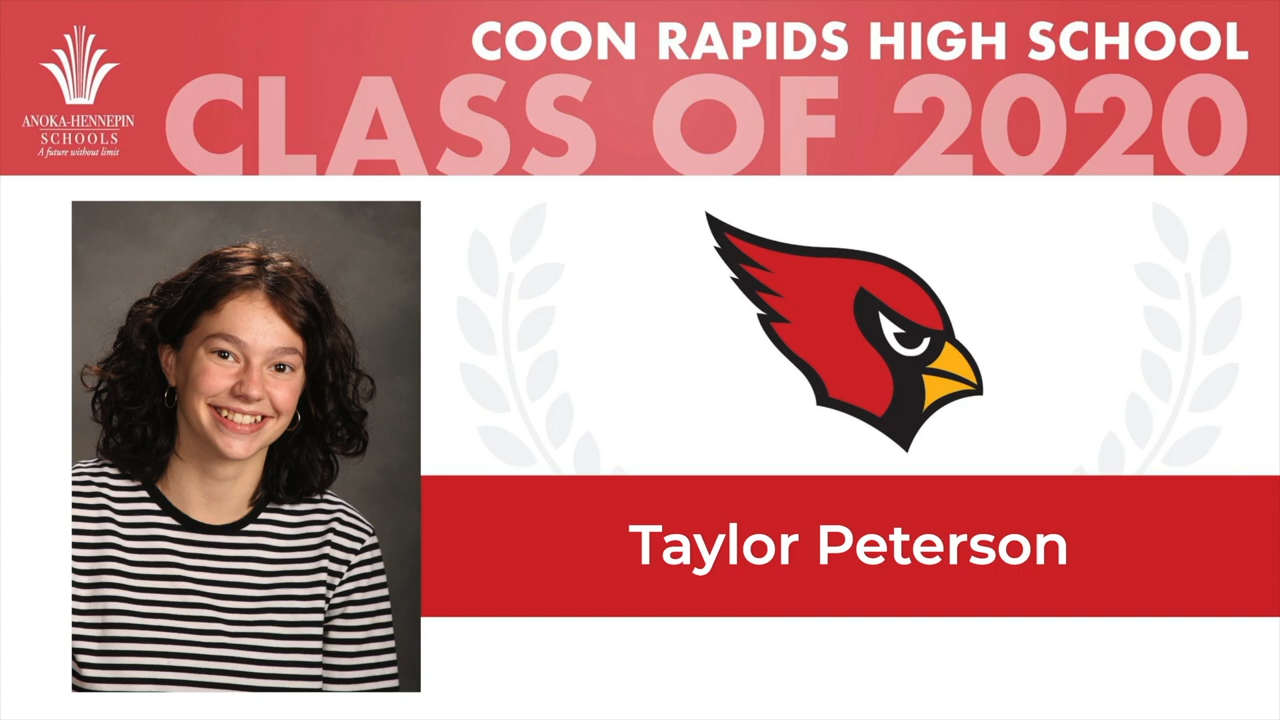 COON RAPIDS HIGH SCHOOL
CLASS OF 2020
ANOKA-HENNEPIN
SCHOOLS
A future without limit
Taylor Peterson